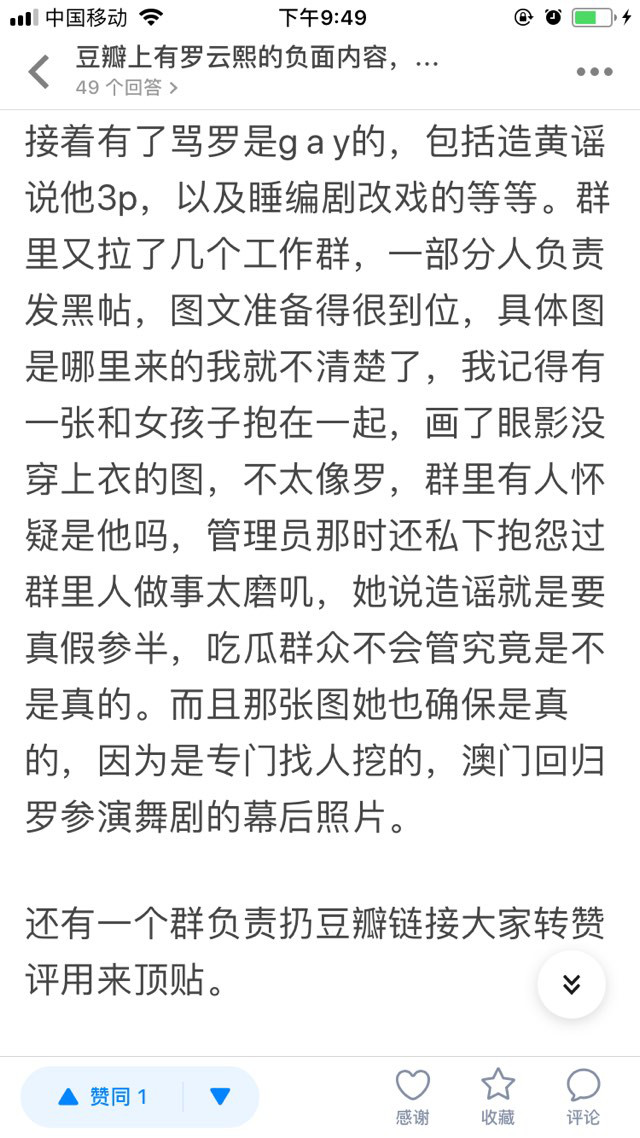 中国移动
下午9:49
豆瓣上有罗云熙的负面内容，...
49 个回答 >
接着有了骂罗是gay的，包括造黄谣
说他3p，以及睡编剧改戏的等等。群
里又拉了几个工作群，一部分人负责
发黑帖，图文准备得很到位，具体图
是哪里来的我就不清楚了，我记得有
一张和女孩子抱在一起，画了眼影没
穿上衣的图，不太像罗，群里有人怀
疑是他吗，管理员那时还私下抱怨过
群里人做事太磨叽，她说造谣就是要
真假参半，吃瓜群众不会管究竟是不
是真的。而且那张图她也确保是真
的，因为是专门找人挖的，澳门回归
罗参演舞剧的幕后照片。
还有一个群负责扔豆瓣链接大家转赞
评用来顶贴。
赞同 1
感谢
收藏
评论